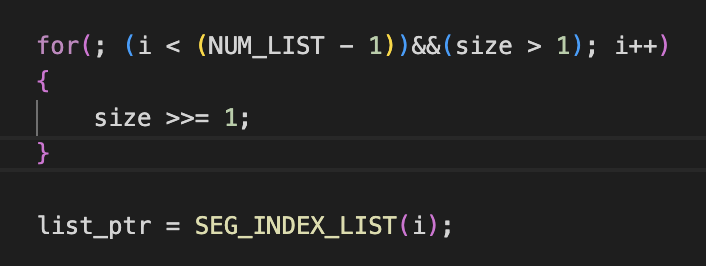 for(; (i < (NUM_LIST - 1))&&(size > 1); i++)
{
    size >>= 1;
}
list_ptr = SEG_INDEX_LIST(i);